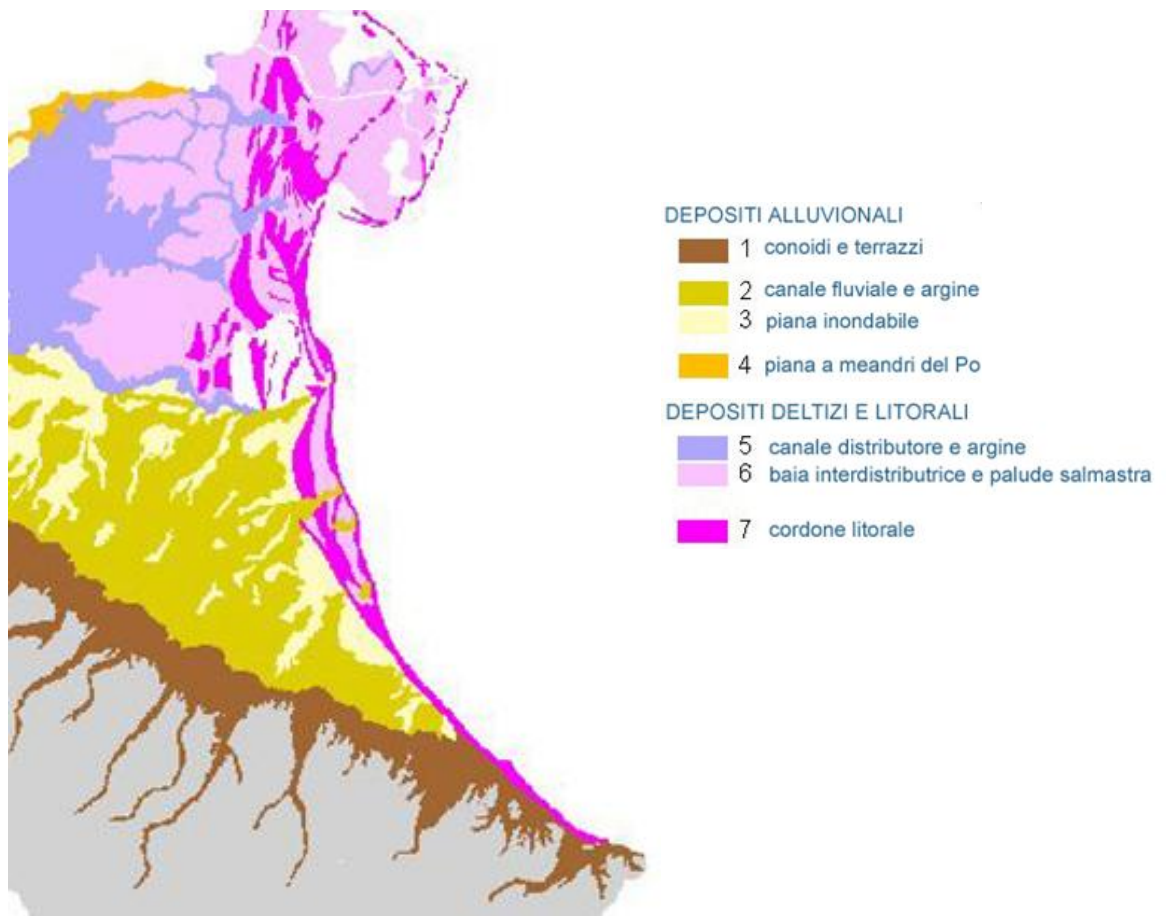 DEPOSITI ALLUVIONALI
1 conoidi e terrazzi
2 canale fluviale e argine
3 piana inondabile
4 piana a meandri del Po
DEPOSITI DELTIZI E LITORALI
5 canale distributore e argine
6 baia interdistributrice e palude salmastra
7 cordone litorale